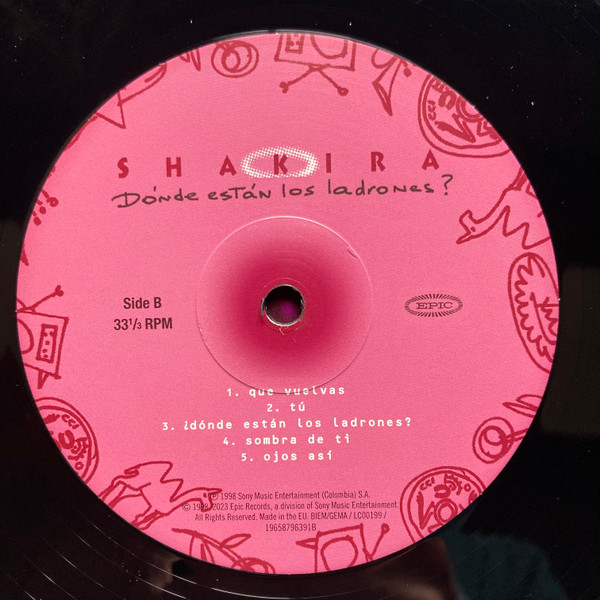 SHAKIRA
Dónde están los ladrones?
Side B
33⅓ RPM
EPIC
1. que vuelvas
2. tú
3. ¿dónde están los ladrones?
4. sombra de ti
5. ojos así
℗ 1998 Sony Music Entertainment (Colombia) S.A.
© 1998, 2023 Epic Records, a division of Sony Music Entertainment.
All Rights Reserved. Made in the EU. BIEM/GEMA / LC00199 /
19658796391B